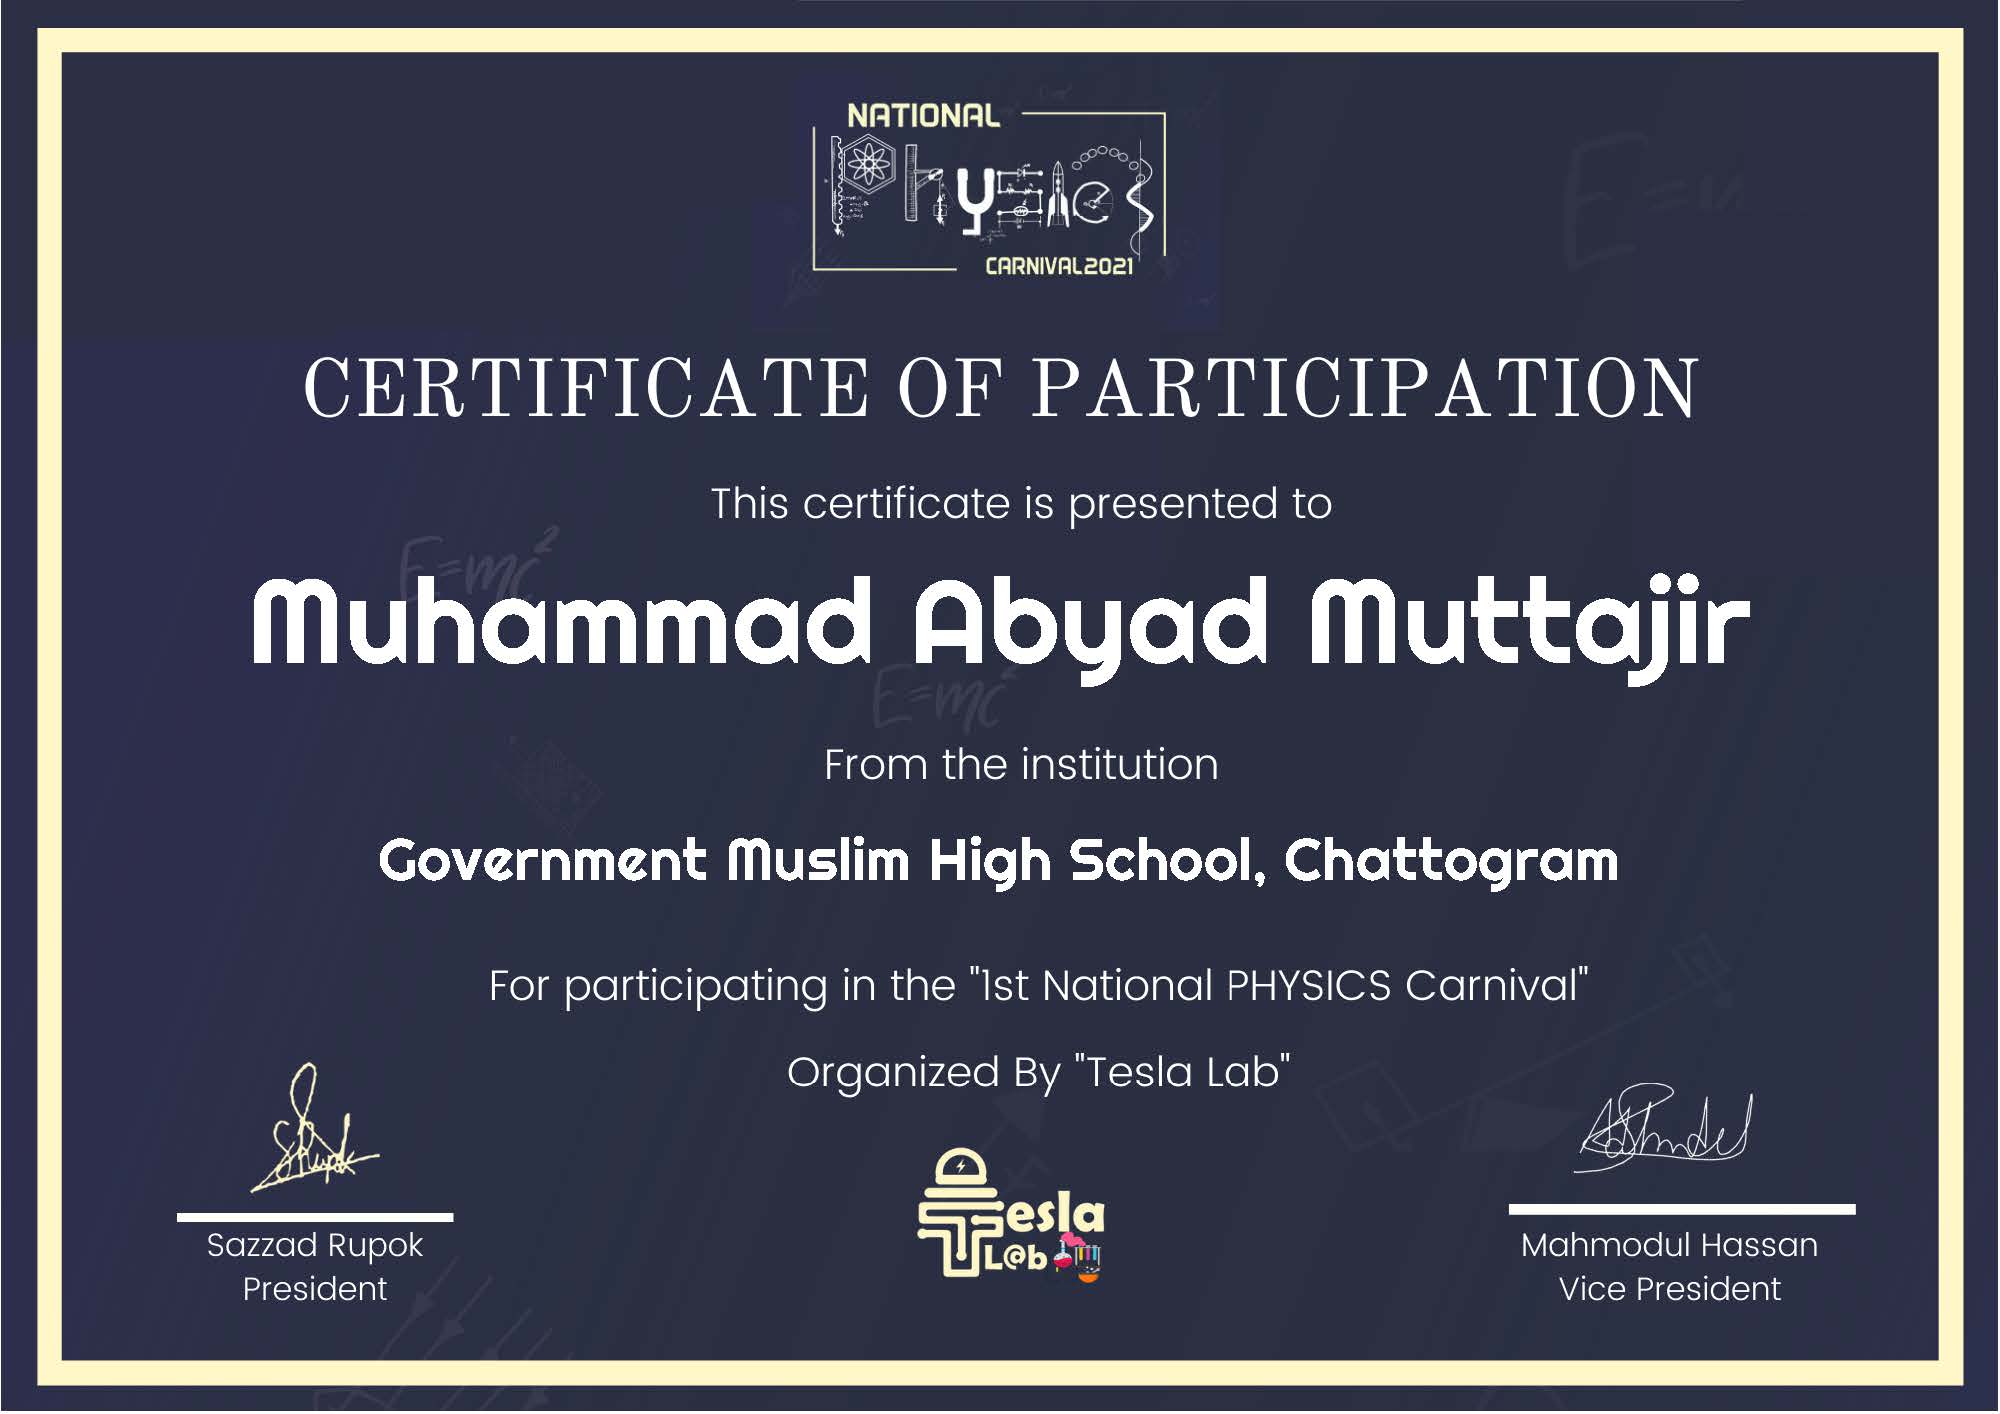 NATIONAL
Physics
CARNIVAL2021
CERTIFICATE OF PARTICIPATION
This certificate is presented to
E=mc²
Muhammad Abyad Muttajir
E=mc²
From the institution
Government Muslim High School, Chattogram
For participating in the "1st National PHYSICS Carnival"
Organized By "Tesla Lab"
Tesla
L@b
Sazzad Rupok
President
Mahmodul Hassan
Vice President